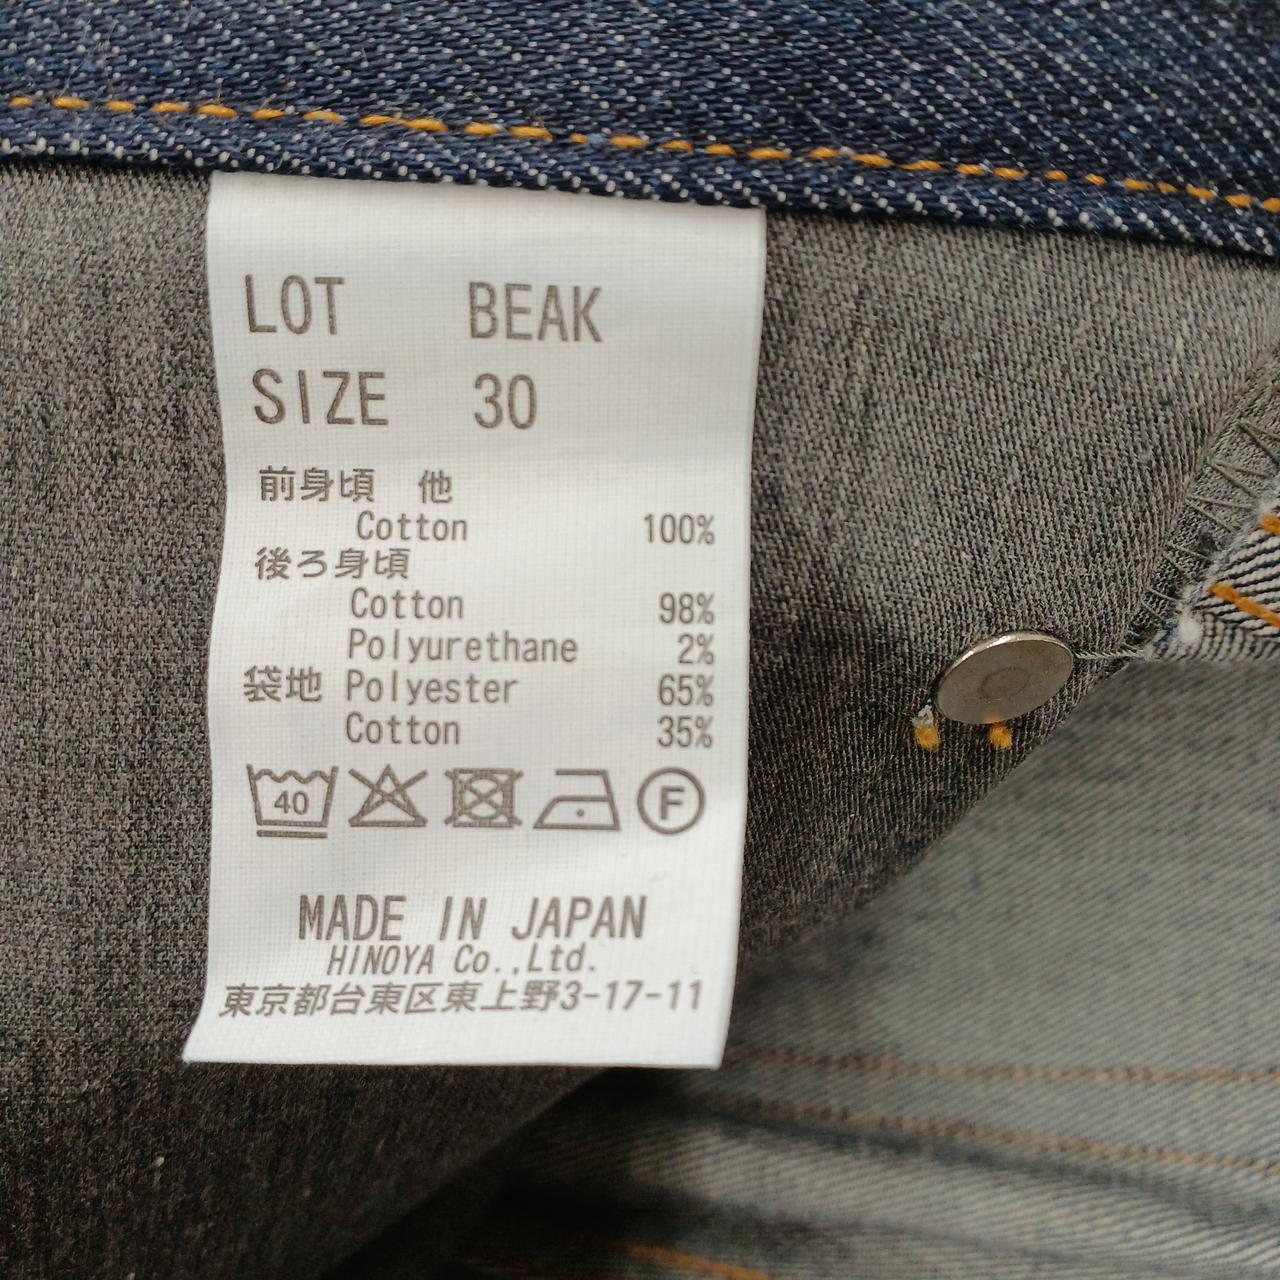 LOT BEAK
SIZE 30
前身頃 他
Cotton 100%
後ろ身頃
Cotton 98%
Polyurethane 2%
袋地 Polyester 65%
Cotton 35%
40 F
MADE IN JAPAN
HINOYA Co.,Ltd.
東京都台東区東上野3-17-11